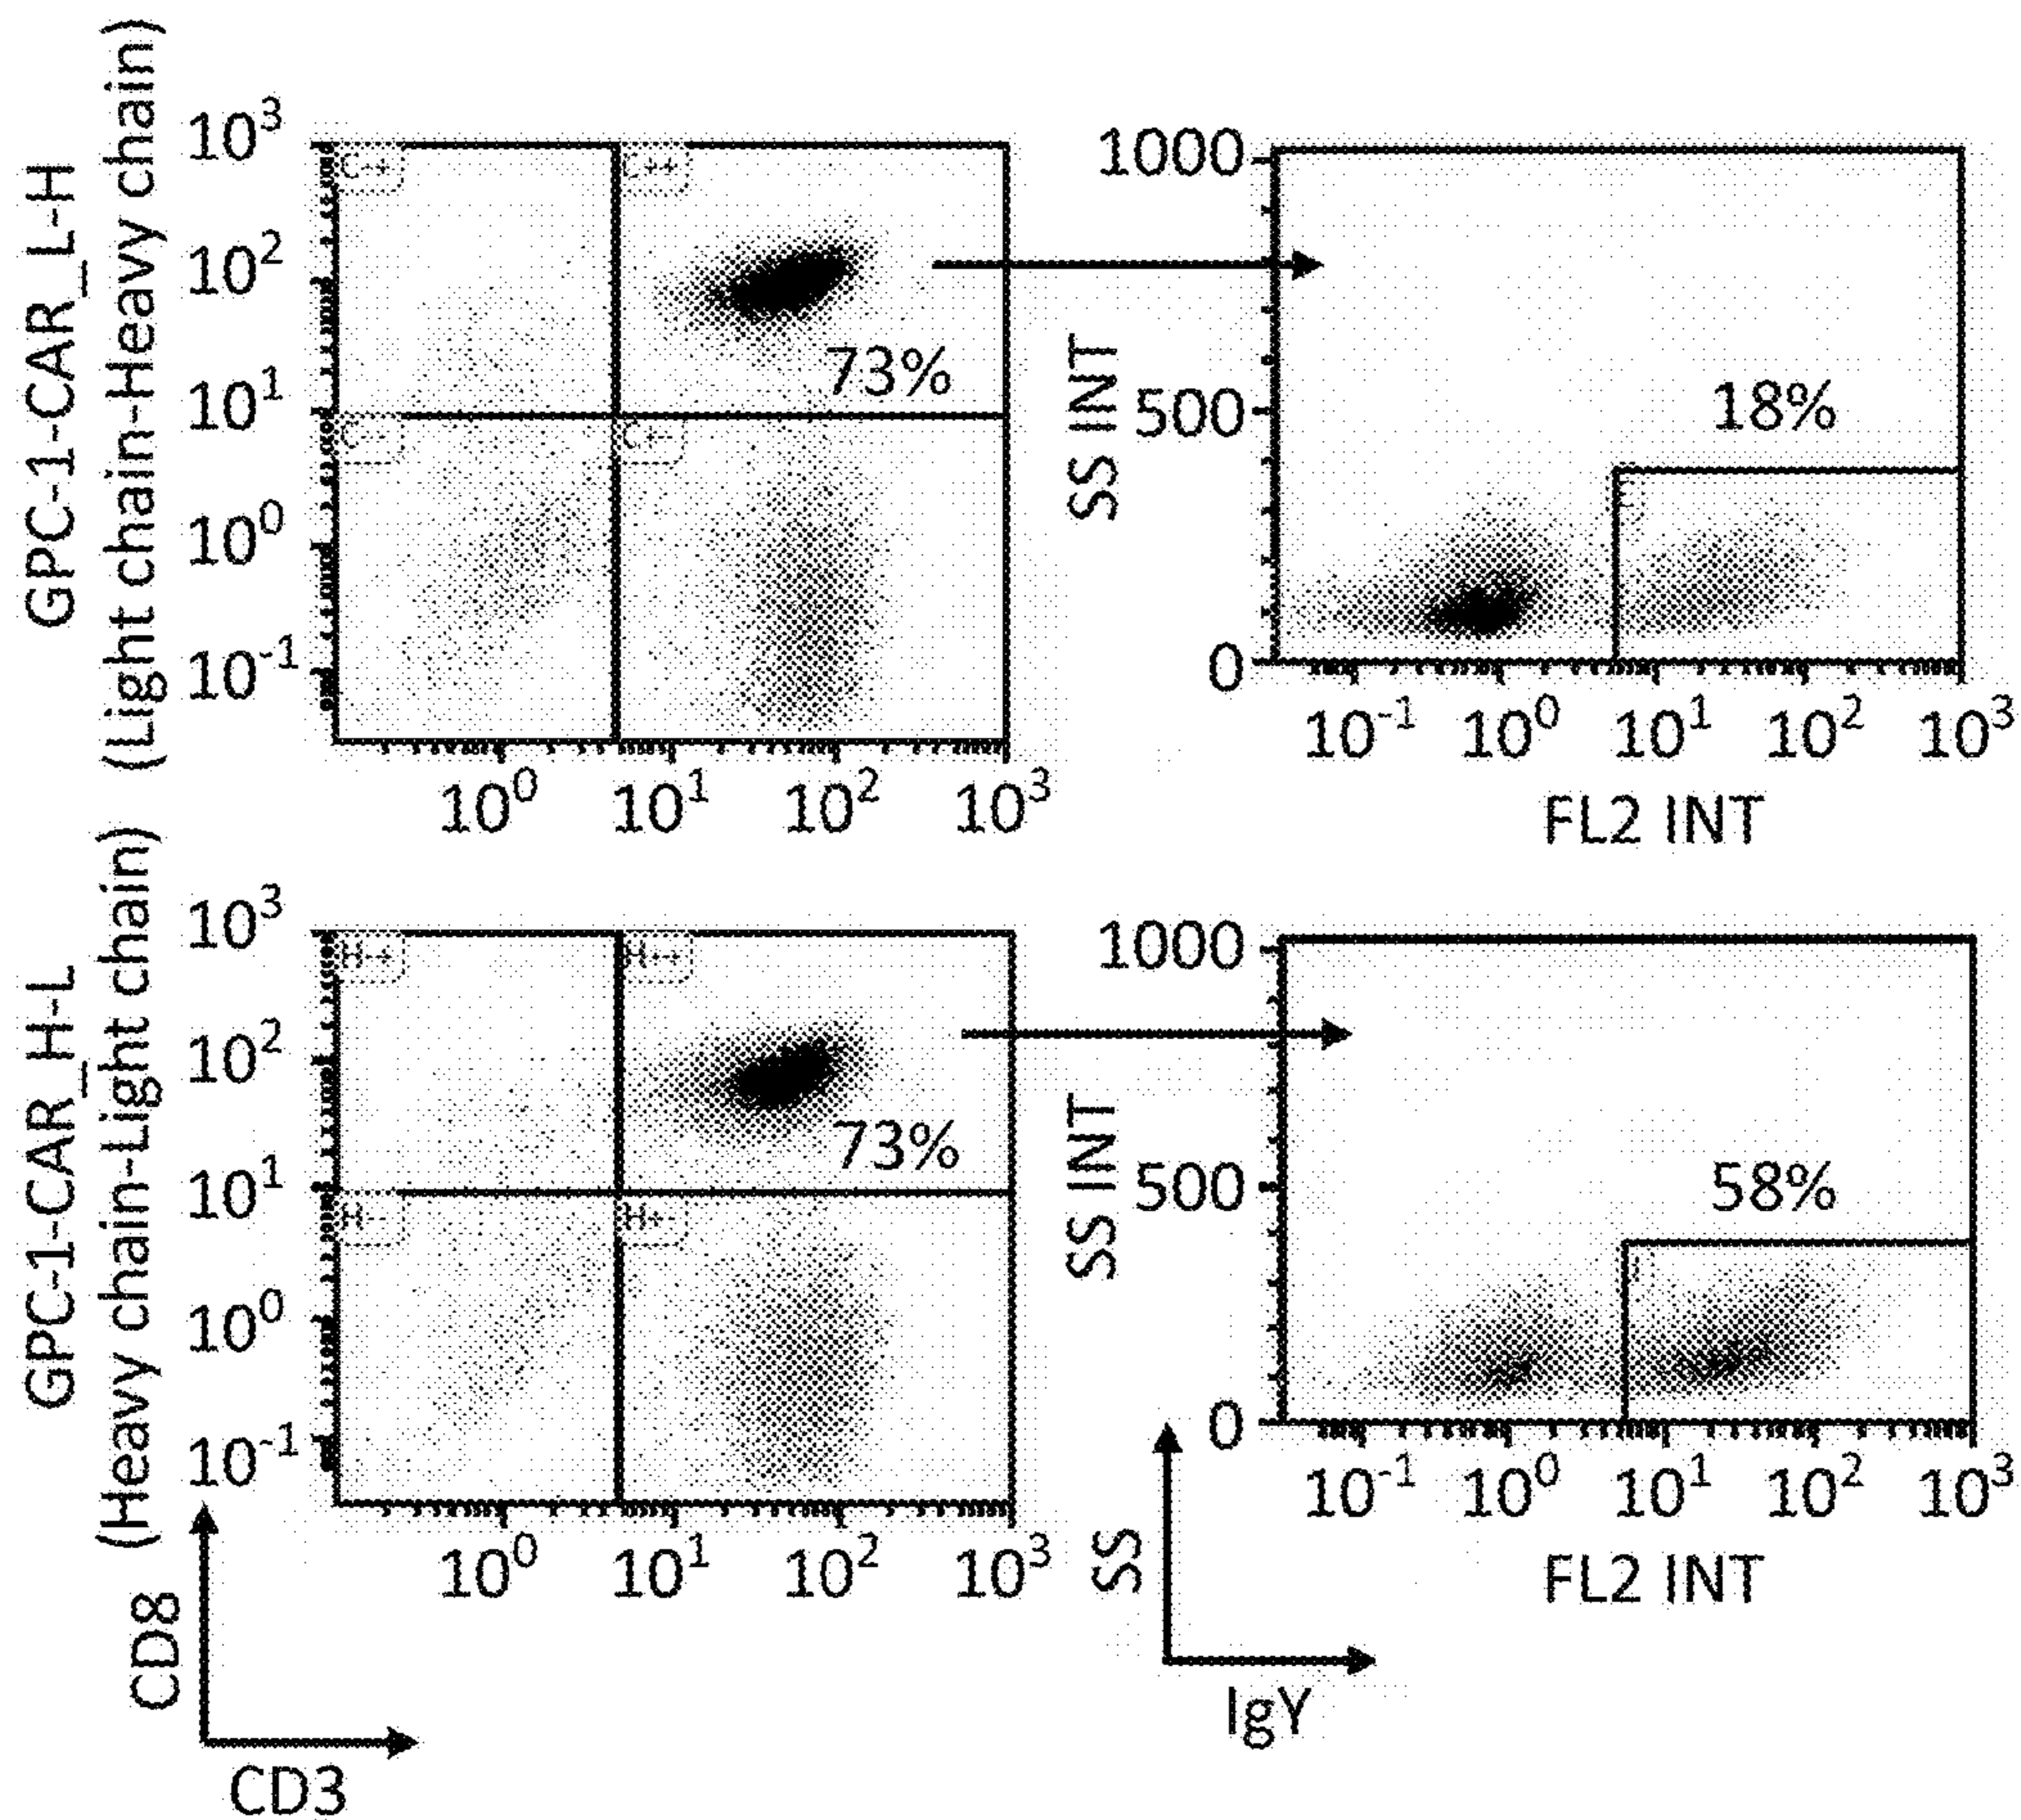 GPC-1-CAR_L-H
(Light chain-Heavy chain)
10³
10²
10¹
10⁰
10⁻¹
C-+
C++
C--
C+-
73%
10⁰ 10¹ 10² 10³
SS INT
1000
500
0
18%
10⁻¹ 10⁰ 10¹ 10² 10³
FL2 INT
GPC-1-CAR_H-L
(Heavy chain-Light chain)
10³
10²
10¹
10⁰
10⁻¹
H-+
H++
H--
H+-
73%
10⁰ 10¹ 10² 10³
SS INT
1000
500
0
58%
10⁻¹ 10⁰ 10¹ 10² 10³
FL2 INT
CD8
CD3
SS
IgY